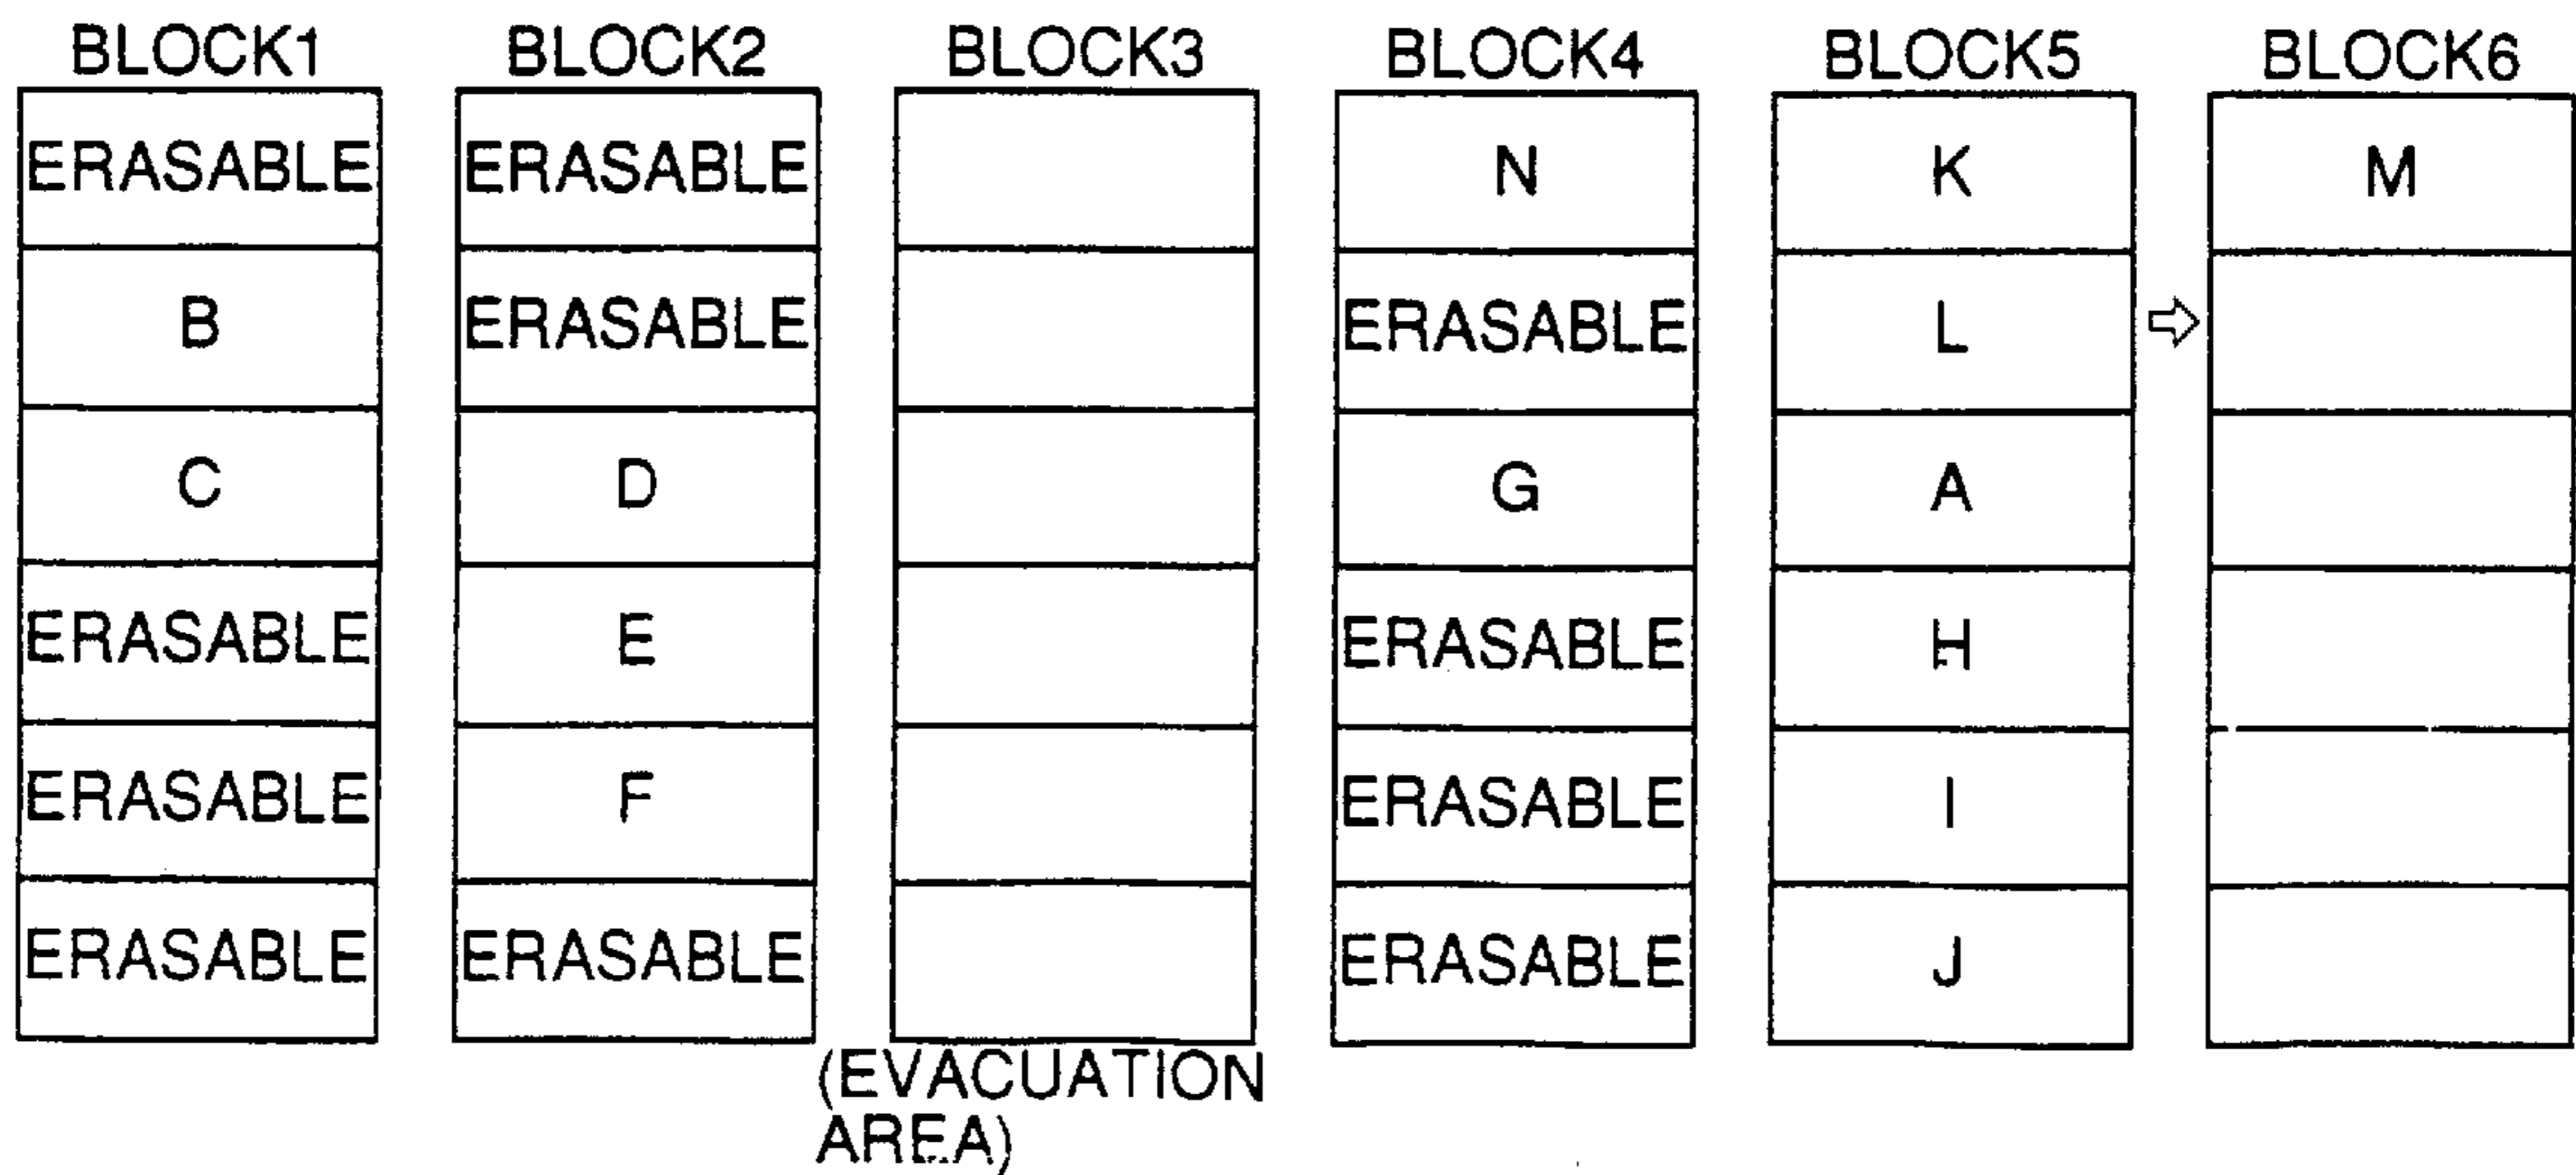 BLOCK1 BLOCK2 BLOCK3 BLOCK4 BLOCK5 BLOCK6
ERASABLE ERASABLE N K M
B ERASABLE ERASABLE L
C D G A
ERASABLE E ERASABLE H
ERASABLE F ERASABLE I
ERASABLE ERASABLE ERASABLE J
(EVACUATION
AREA)